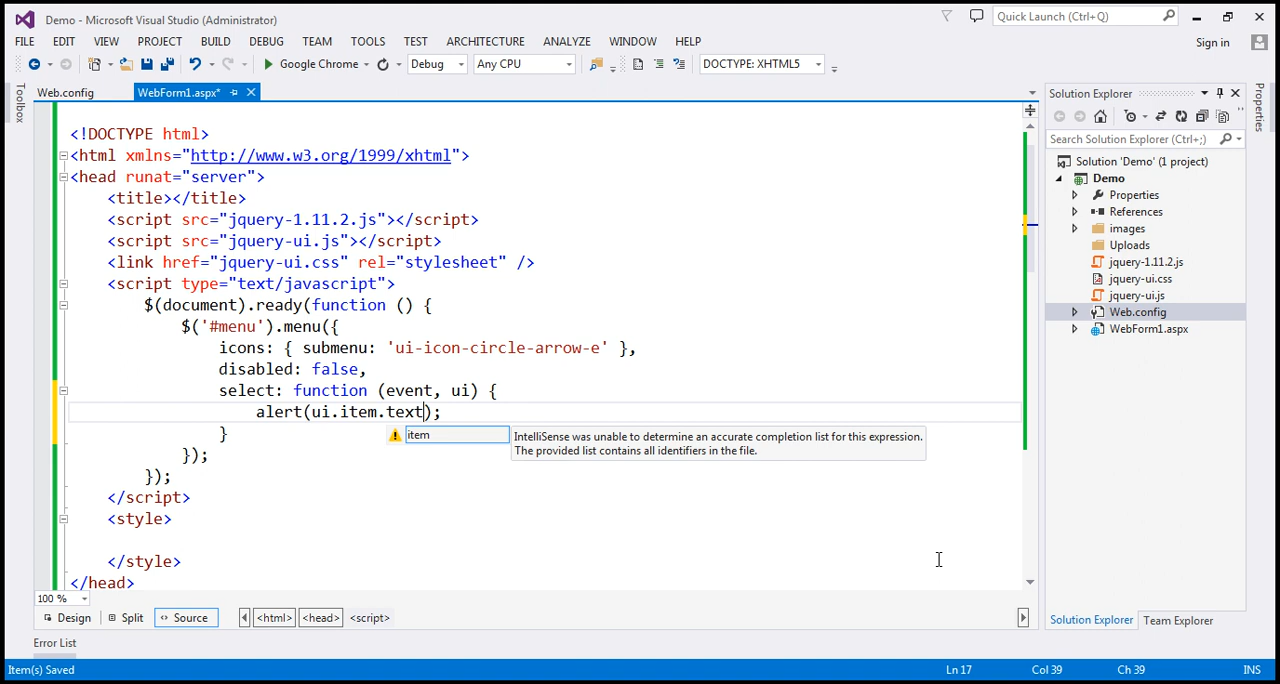 Demo - Microsoft Visual Studio (Administrator)
Quick Launch (Ctrl+Q)
FILE EDIT VIEW PROJECT BUILD DEBUG TEAM TOOLS TEST ARCHITECTURE ANALYZE WINDOW HELP
Sign in
Google Chrome Debug Any CPU DOCTYPE: XHTML5
Toolbox
Web.config WebForm1.aspx*
<!DOCTYPE html>
<html xmlns="http://www.w3.org/1999/xhtml">
<head runat="server">
<title></title>
<script src="jquery-1.11.2.js"></script>
<script src="jquery-ui.js"></script>
<link href="jquery-ui.css" rel="stylesheet" />
<script type="text/javascript">
$(document).ready(function () {
$('#menu').menu({
icons: { submenu: 'ui-icon-circle-arrow-e' },
disabled: false,
select: function (event, ui) {
alert(ui.item.text);
}
item
IntelliSense was unable to determine an accurate completion list for this expression.
The provided list contains all identifiers in the file.
});
});
</script>
<style>
</style>
</head>
100 %
Design Split Source <html> <head> <script>
Error List
Item(s) Saved
Ln 17 Col 39 Ch 39 INS
Solution Explorer
Search Solution Explorer (Ctrl+;)
Solution 'Demo' (1 project)
Demo
Properties
References
images
Uploads
jquery-1.11.2.js
jquery-ui.css
jquery-ui.js
Web.config
WebForm1.aspx
Solution Explorer Team Explorer
Properties